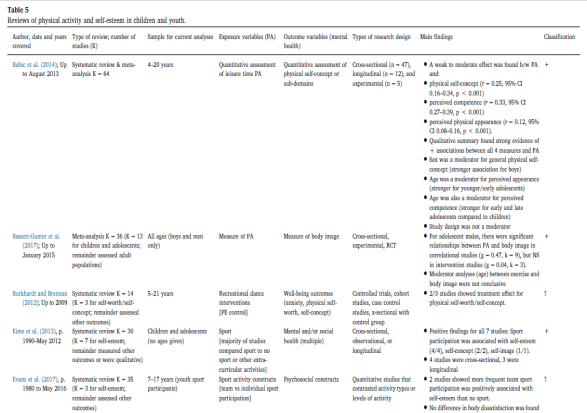 Table 5
Reviews of physical activity and self-esteem in children and youth.
Author, date and years covered
Type of review; number of studies (K)
Sample for current analyses
Exposure variables (PA)
Outcome variables (mental health)
Types of research design
Main findings
Classification
Babic et al. (2014); Up to August 2013
Systematic review & meta-analysis K = 64
4–20 years
Quantitative assessment of leisure time PA
Quantitative assessment of physical self-concept or sub-domains
Cross-sectional (n = 47), longitudinal (n = 12), and experimental (n = 5)
• A weak to moderate effect was found b/w PA and:
• physical self-concept (r = 0.25, 95% CI 0.16–0.34, p < 0.001)
• perceived competence (r = 0.33, 95% CI 0.27–0.39, p < 0.001)
• perceived physical appearance (r = 0.12, 95% CI 0.08–0.16, p < 0.001).
• Qualitative summary found strong evidence of + associations between all 4 measures and PA
• Sex was a moderator for general physical self-concept (stronger association for boys)
• Age was a moderator for perceived appearance (stronger for younger/early adolescents)
• Age was also a moderator for perceived competence (stronger for early and late adolescents compared to children)
• Study design was not a moderator
+
Bassett-Gunter et al. (2017); Up to January 2015
Meta-analysis K = 36 (K = 13 for children and adolescents; remainder assessed adult populations)
All ages (boys and men only)
Measure of PA
Measure of body image
Cross-sectional, experimental, RCT
• For adolescent males, there were significant relationships between PA and body image in correlational studies (g = 0.47, k = 9), but NS in intervention studies (g = 0.04, k = 3).
• Moderator analyses (age) between exercise and body image were not conclusive
+
Burkhardt and Brennan (2012); Up to 2009
Systematic review K = 14 (K = 3 for self-worth/self-concept; remainder assessed other outcomes)
5–21 years
Recreational dance interventions [PE control]
Well-being outcomes (anxiety, physical self-worth, self-concept)
Controlled trials, cohort studies, case control studies, x-sectional with control group
• 2/3 studies showed treatment effect for physical self-worth/self-concept.
?
Eime et al. (2013), p. 1990–May 2012
Systematic review K = 30 (K = 7 for self-esteem; remainder measured other outcomes or were qualitative)
Children and adolescents (no ages given)
Sport [majority of studies compared sport to no sport or other extra-curricular activities]
Mental and/or social health (multiple)
Cross-sectional, observational, or longitudinal
• Positive findings for all 7 studies: Sport participation was associated with self-esteem (4/4), self-concept (2/2), self-image (1/1).
• 4 studies were cross-sectional, 3 were longitudinal
+
Evans et al. (2017), p. 1980 to May 2016
Systematic review K = 35 (K = 3 for self-esteem; remainder assessed other outcomes)
7–17 years (youth sport participants)
Sport activity constructs [team vs individual sport participation]
Psychosocial constructs
Quantitative studies that contrasted activity types or levels of activity
• 2 studies showed more frequent team sport participation was positively associated with self-esteem than no sport.
• No difference in body dissatisfaction was found
?